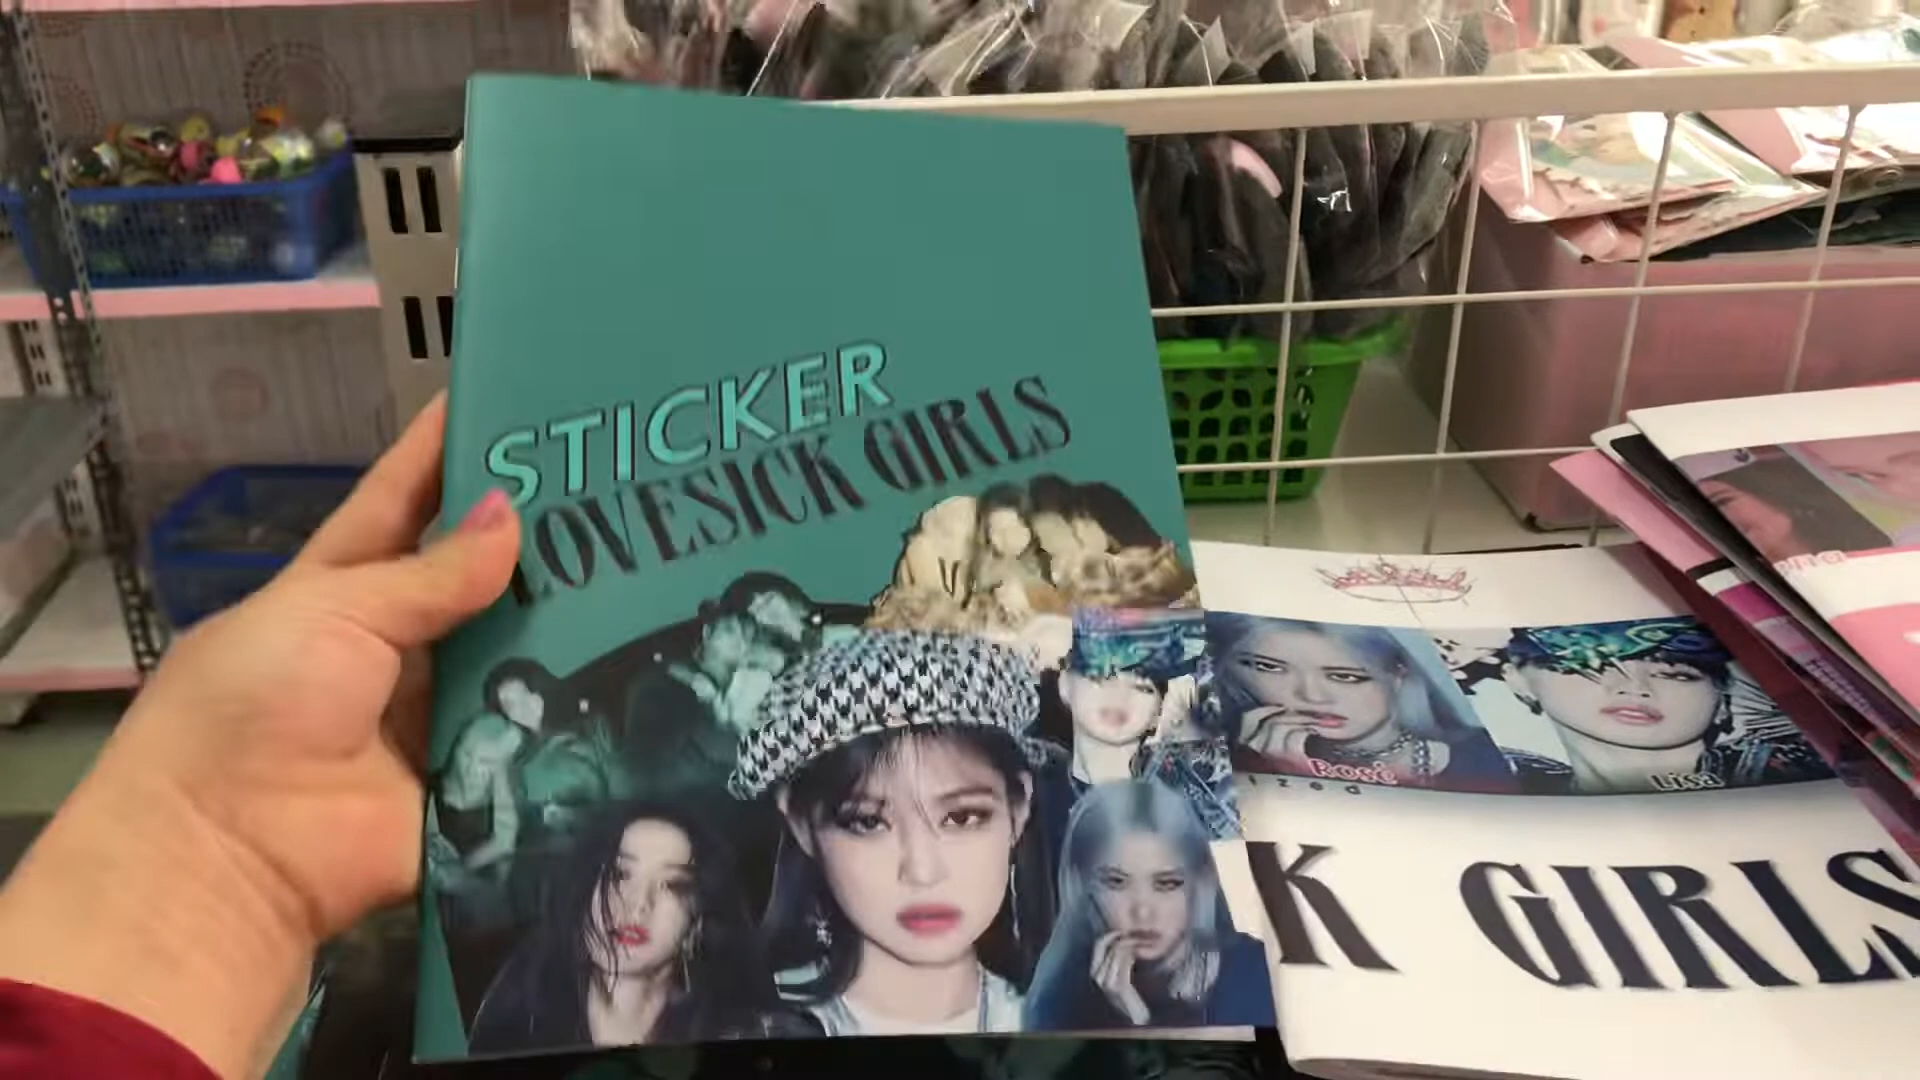 STICKER
LOVESICK GIRLS
Rosé
Lisa
K GIRLS